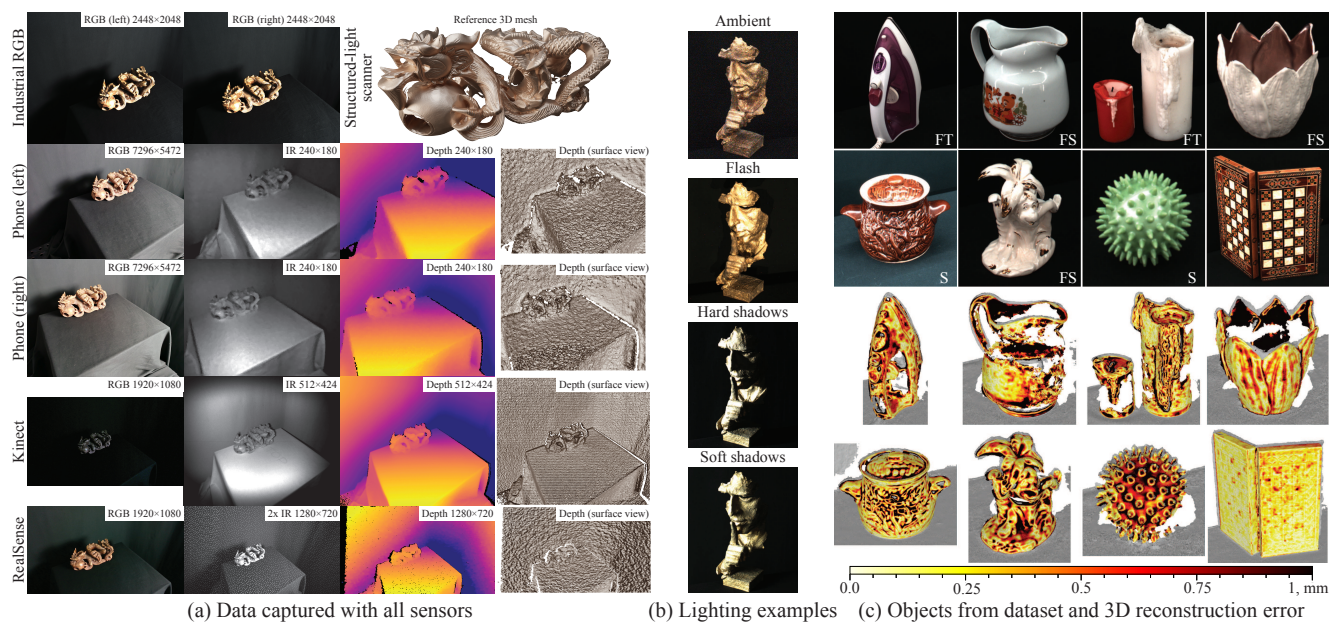 Industrial RGB
RGB (left) 2448×2048
RGB (right) 2448×2048
Structured-light
scanner
Reference 3D mesh
Phone (left)
RGB 7296×5472
IR 240×180
Depth 240×180
Depth (surface view)
Phone (right)
RGB 7296×5472
IR 240×180
Depth 240×180
Depth (surface view)
Kinect
RGB 1920×1080
IR 512×424
Depth 512×424
Depth (surface view)
RealSense
RGB 1920×1080
2x IR 1280×720
Depth 1280×720
Depth (surface view)
(a) Data captured with all sensors
Ambient
Flash
Hard shadows
Soft shadows
(b) Lighting examples
FT
FS
FT
FS
S
FS
S
0.0
0.25
0.5
0.75
1, mm
(c) Objects from dataset and 3D reconstruction error